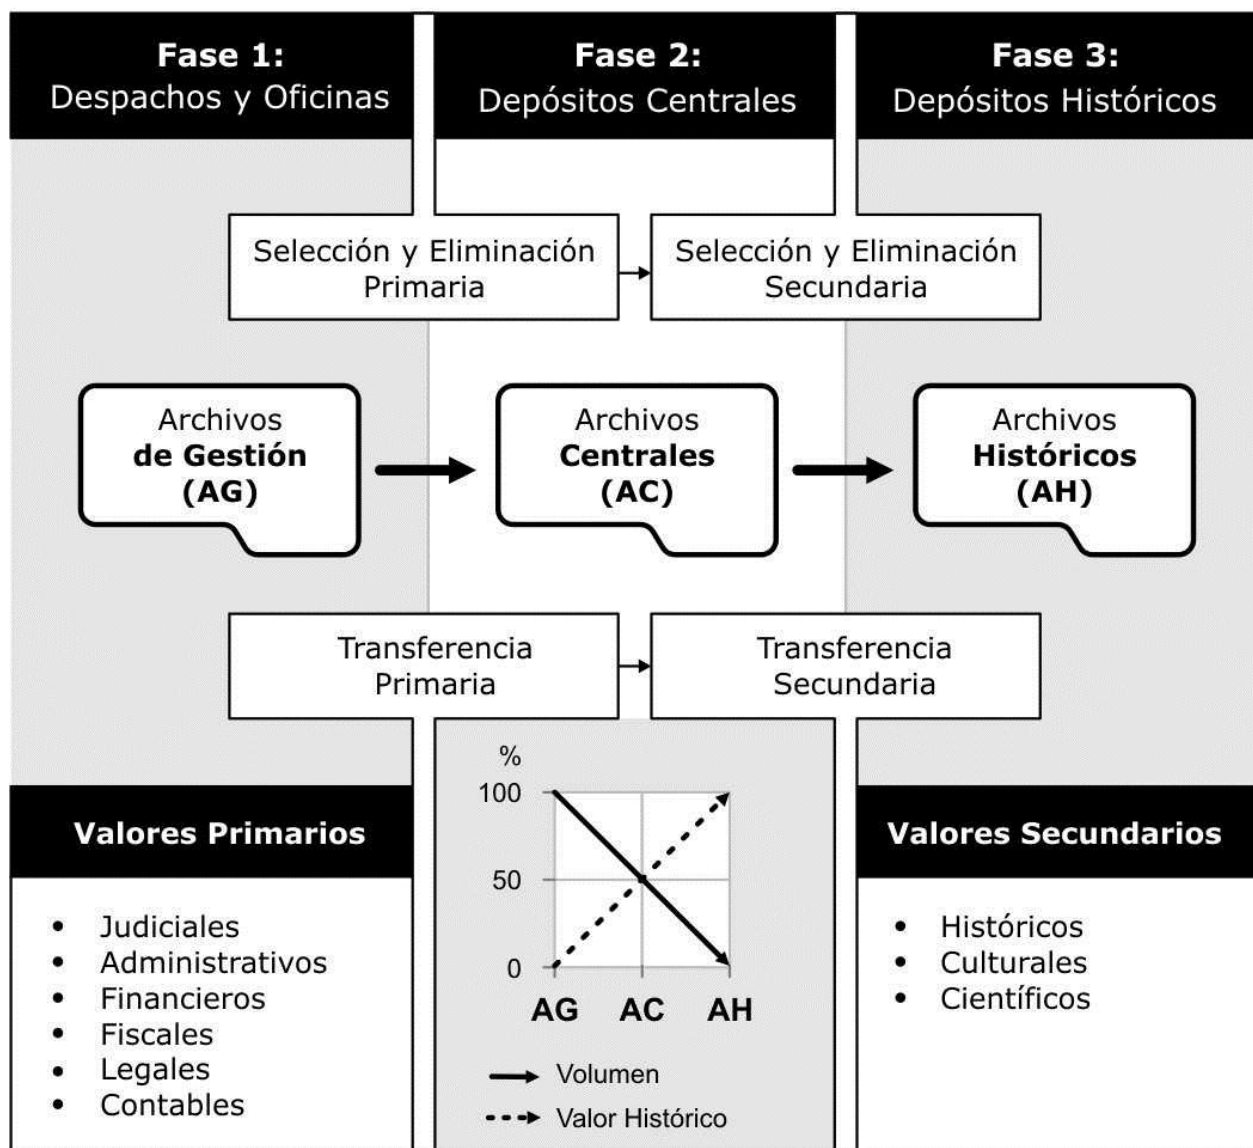 Fase 1:
Despachos y Oficinas
Fase 2:
Depósitos Centrales
Fase 3:
Depósitos Históricos
Selección y Eliminación
Primaria
Selección y Eliminación
Secundaria
Archivos
de Gestión
(AG)
Archivos
Centrales
(AC)
Archivos
Históricos
(AH)
Transferencia
Primaria
Transferencia
Secundaria
Valores Primarios
• Judiciales
• Administrativos
• Financieros
• Fiscales
• Legales
• Contables
%
100
50
0
AG AC AH
Volumen
Valor Histórico
Valores Secundarios
• Históricos
• Culturales
• Científicos